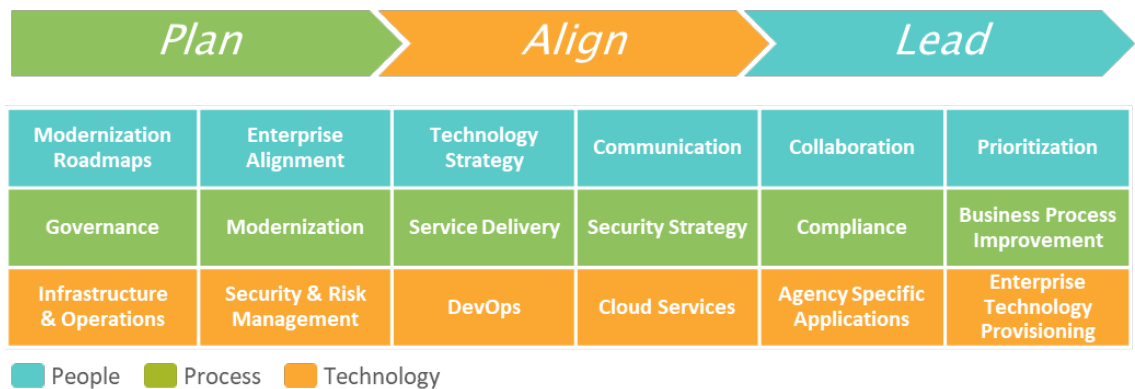 Plan
Align
Lead
Modernization
Roadmaps
Enterprise
Alignment
Technology
Strategy
Communication
Collaboration
Prioritization
Governance
Modernization
Service Delivery
Security Strategy
Compliance
Business Process
Improvement
Infrastructure
& Operations
Security & Risk
Management
DevOps
Cloud Services
Agency Specific
Applications
Enterprise
Technology
Provisioning
People
Process
Technology